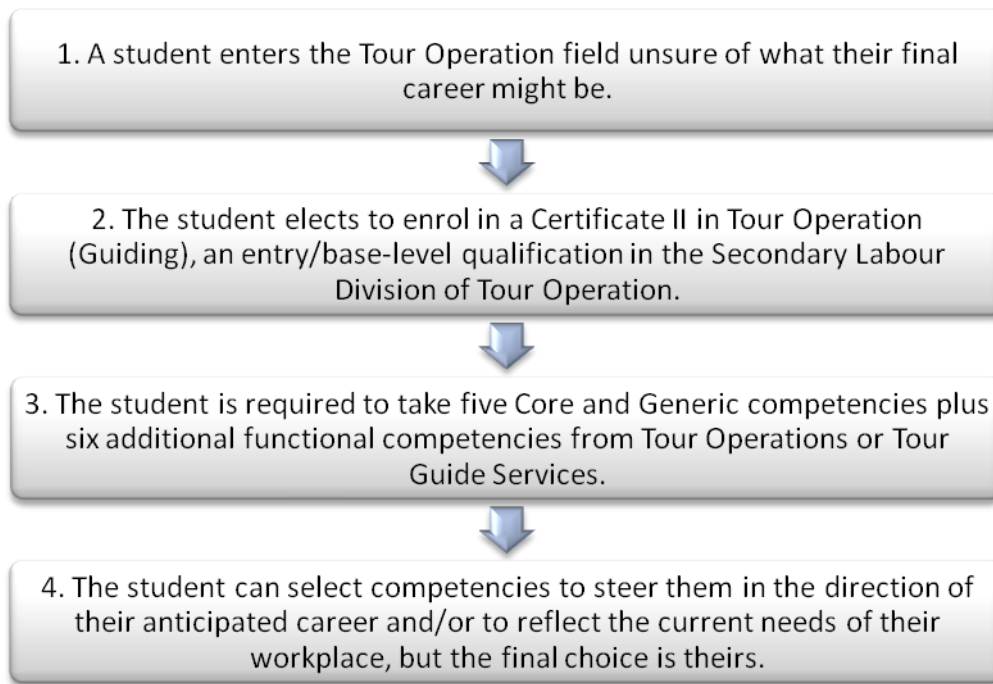 1. A student enters the Tour Operation field unsure of what their final
career might be.
2. The student elects to enrol in a Certificate II in Tour Operation
(Guiding), an entry/base-level qualification in the Secondary Labour
Division of Tour Operation.
3. The student is required to take five Core and Generic competencies plus
six additional functional competencies from Tour Operations or Tour
Guide Services.
4. The student can select competencies to steer them in the direction of
their anticipated career and/or to reflect the current needs of their
workplace, but the final choice is theirs.